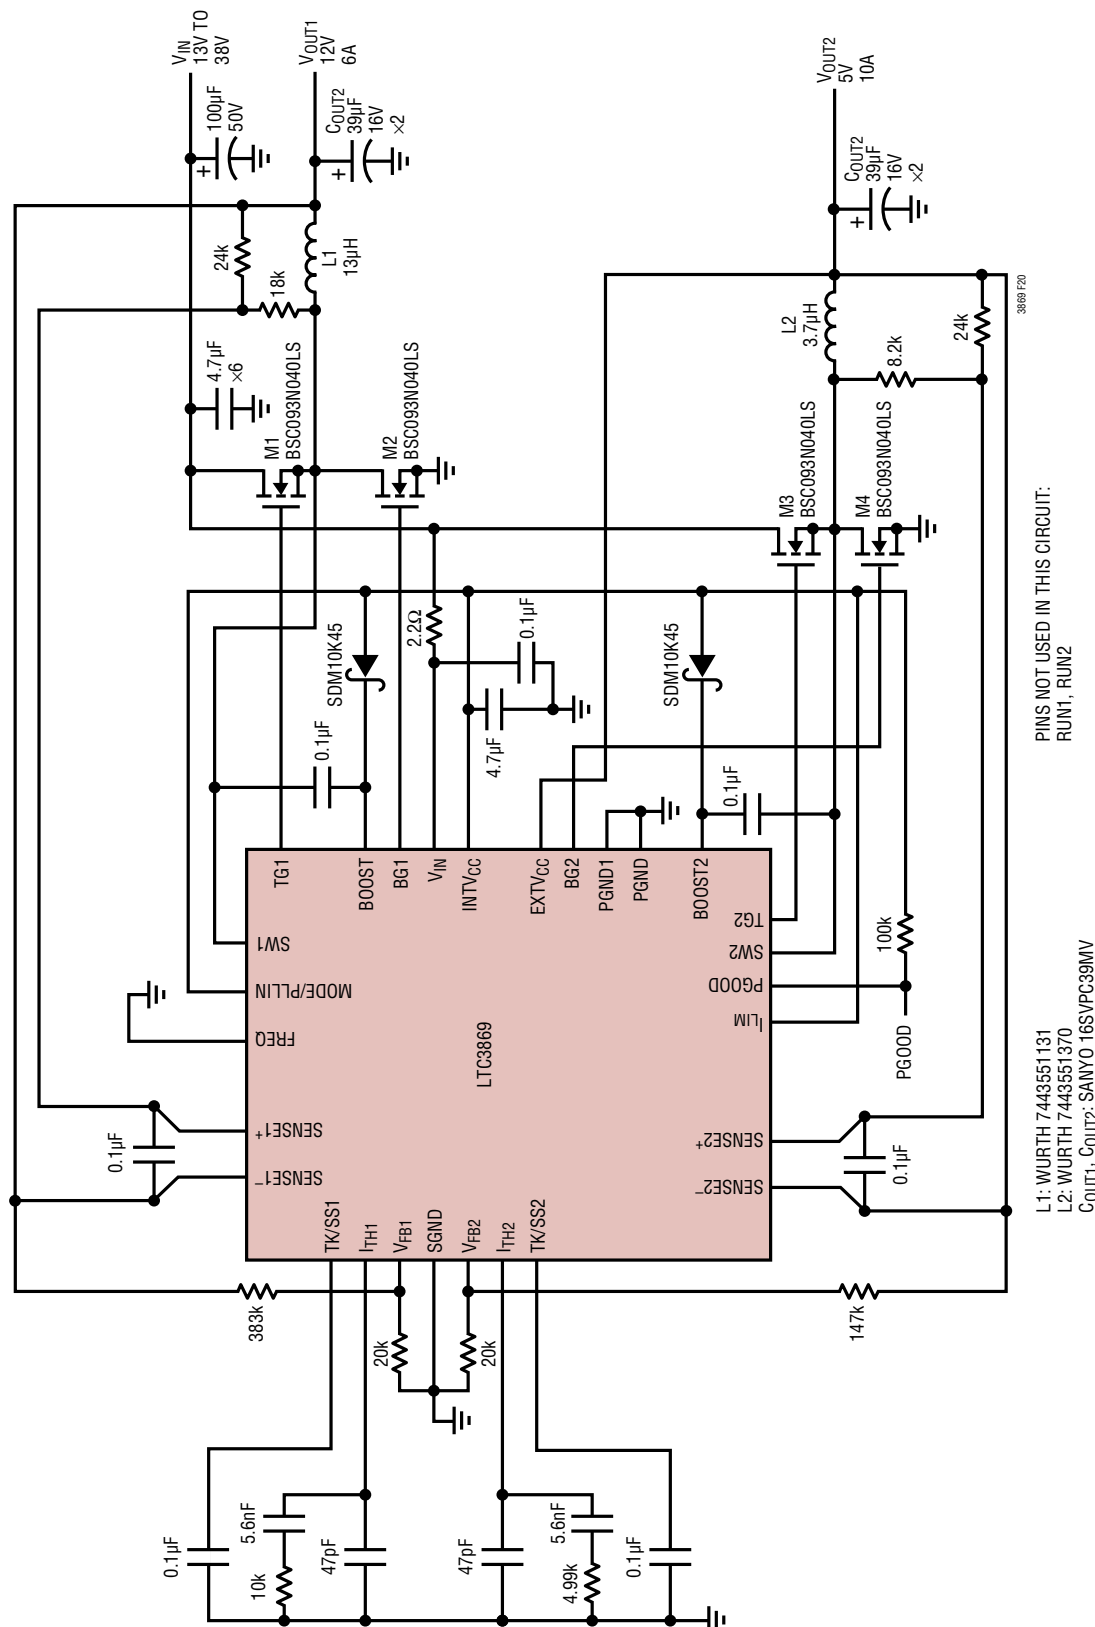 VIN
13V TO
38V
100µF
50V
VOUT1
12V
6A
COUT2
39µF
16V
×2
24k
18k
L1
13µH
4.7µF
×6
M1
BSC093N040LS
M2
BSC093N040LS
VOUT2
5V
10A
COUT2
39µF
16V
×2
L2
3.7µH
8.2k
24k
3869 F20
M3
BSC093N040LS
M4
BSC093N040LS
SDM10K45
0.1µF
2.2Ω
0.1µF
4.7µF
SDM10K45
0.1µF
TG1
BOOST
BG1
VIN
INTVCC
EXTVCC
BG2
PGND1
PGND
BOOST2
SW1
MODE/PLLIN
FREQ
SENSE1+
SENSE1–
LTC3869
TG2
SW2
PGOOD
ILIM
SENSE2+
SENSE2–
100k
PGOOD
0.1µF
0.1µF
TK/SS1
ITH1
VFB1
SGND
VFB2
ITH2
TK/SS2
383k
20k
20k
147k
0.1µF
5.6nF
10k
47pF
47pF
5.6nF
4.99k
0.1µF
PINS NOT USED IN THIS CIRCUIT:
RUN1, RUN2
L1: WURTH 7443551131
L2: WURTH 7443551370
COUT1, COUT2: SANYO 16SVPC39MV